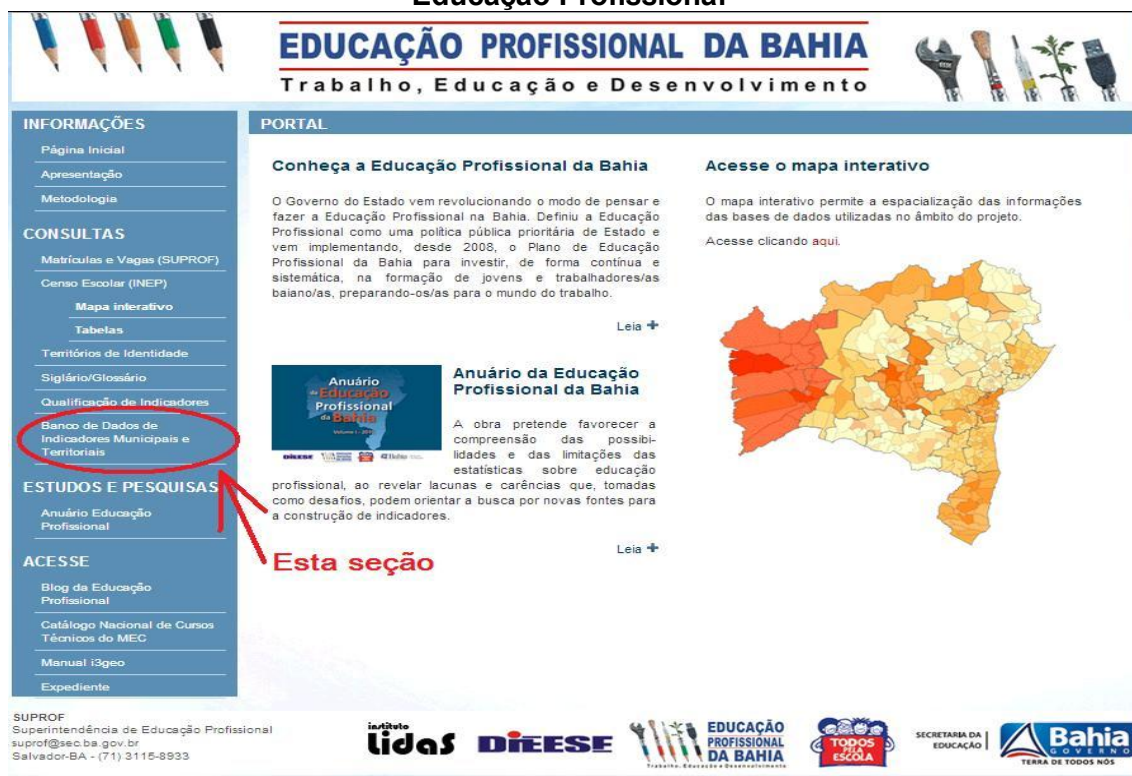 Educação Profissional
EDUCAÇÃO PROFISSIONAL DA BAHIA
Trabalho, Educação e Desenvolvimento
INFORMAÇÕES
Página Inicial
Apresentação
Metodologia
CONSULTAS
Matrículas e Vagas (SUPROF)
Censo Escolar (INEP)
Mapa interativo
Tabelas
Territórios de Identidade
Siglário/Glossário
Qualificação de Indicadores
Banco de Dados de
Indicadores Municipais e
Territoriais
ESTUDOS E PESQUISAS
Anuário Educação
Profissional
ACESSE
Blog da Educação
Profissional
Catálogo Nacional de Cursos
Técnicos do MEC
Manual i3geo
Expediente
PORTAL
Conheça a Educação Profissional da Bahia
O Governo do Estado vem revolucionando o modo de pensar e
fazer a Educação Profissional na Bahia. Definiu a Educação
Profissional como uma política pública prioritária de Estado e
vem implementando, desde 2008, o Plano de Educação
Profissional da Bahia para investir, de forma contínua e
sistemática, na formação de jovens e trabalhadores/as
baiano/as, preparando-os/as para o mundo do trabalho.
Leia +
Anuário
da Educação
Profissional
da Bahia
DIEESE
Anuário da Educação
Profissional da Bahia
A obra pretende favorecer a
compreensão das possibi-
lidades e das limitações das
estatísticas sobre educação
profissional, ao revelar lacunas e carências que, tomadas
como desafios, podem orientar a busca por novas fontes para
a construção de indicadores.
Leia +
Esta seção
Acesse o mapa interativo
O mapa interativo permite a espacialização das informações
das bases de dados utilizadas no âmbito do projeto.
Acesse clicando aqui.
SUPROF
Superintendência de Educação Profissional
suprof@sec.ba.gov.br
Salvador-BA - (71) 3115-8933
instituto
lidas
DIEESE
EDUCAÇÃO
PROFISSIONAL
DA BAHIA
Trabalho, Educação e Desenvolvimento
TODOS
PELA
ESCOLA
SECRETARIA DA
EDUCAÇÃO
Bahia
GOVERNO
TERRA DE TODOS NÓS